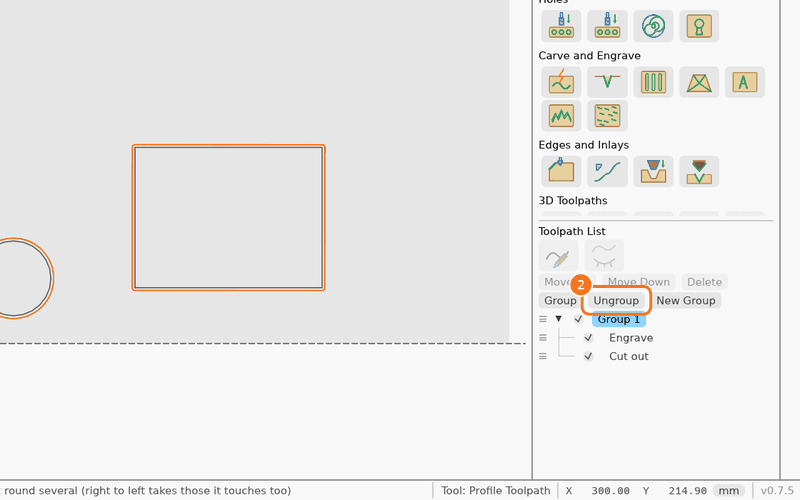 Holes
Carve and Engrave
A
Edges and Inlays
3D Toolpaths
Toolpath List
Move Down Delete
2
Group Ungroup New Group
Group 1
Engrave
Cut out
round several (right to left takes those it touches too) Tool: Profile Toolpath X 300.00 Y 214.90 mm v0.7.5